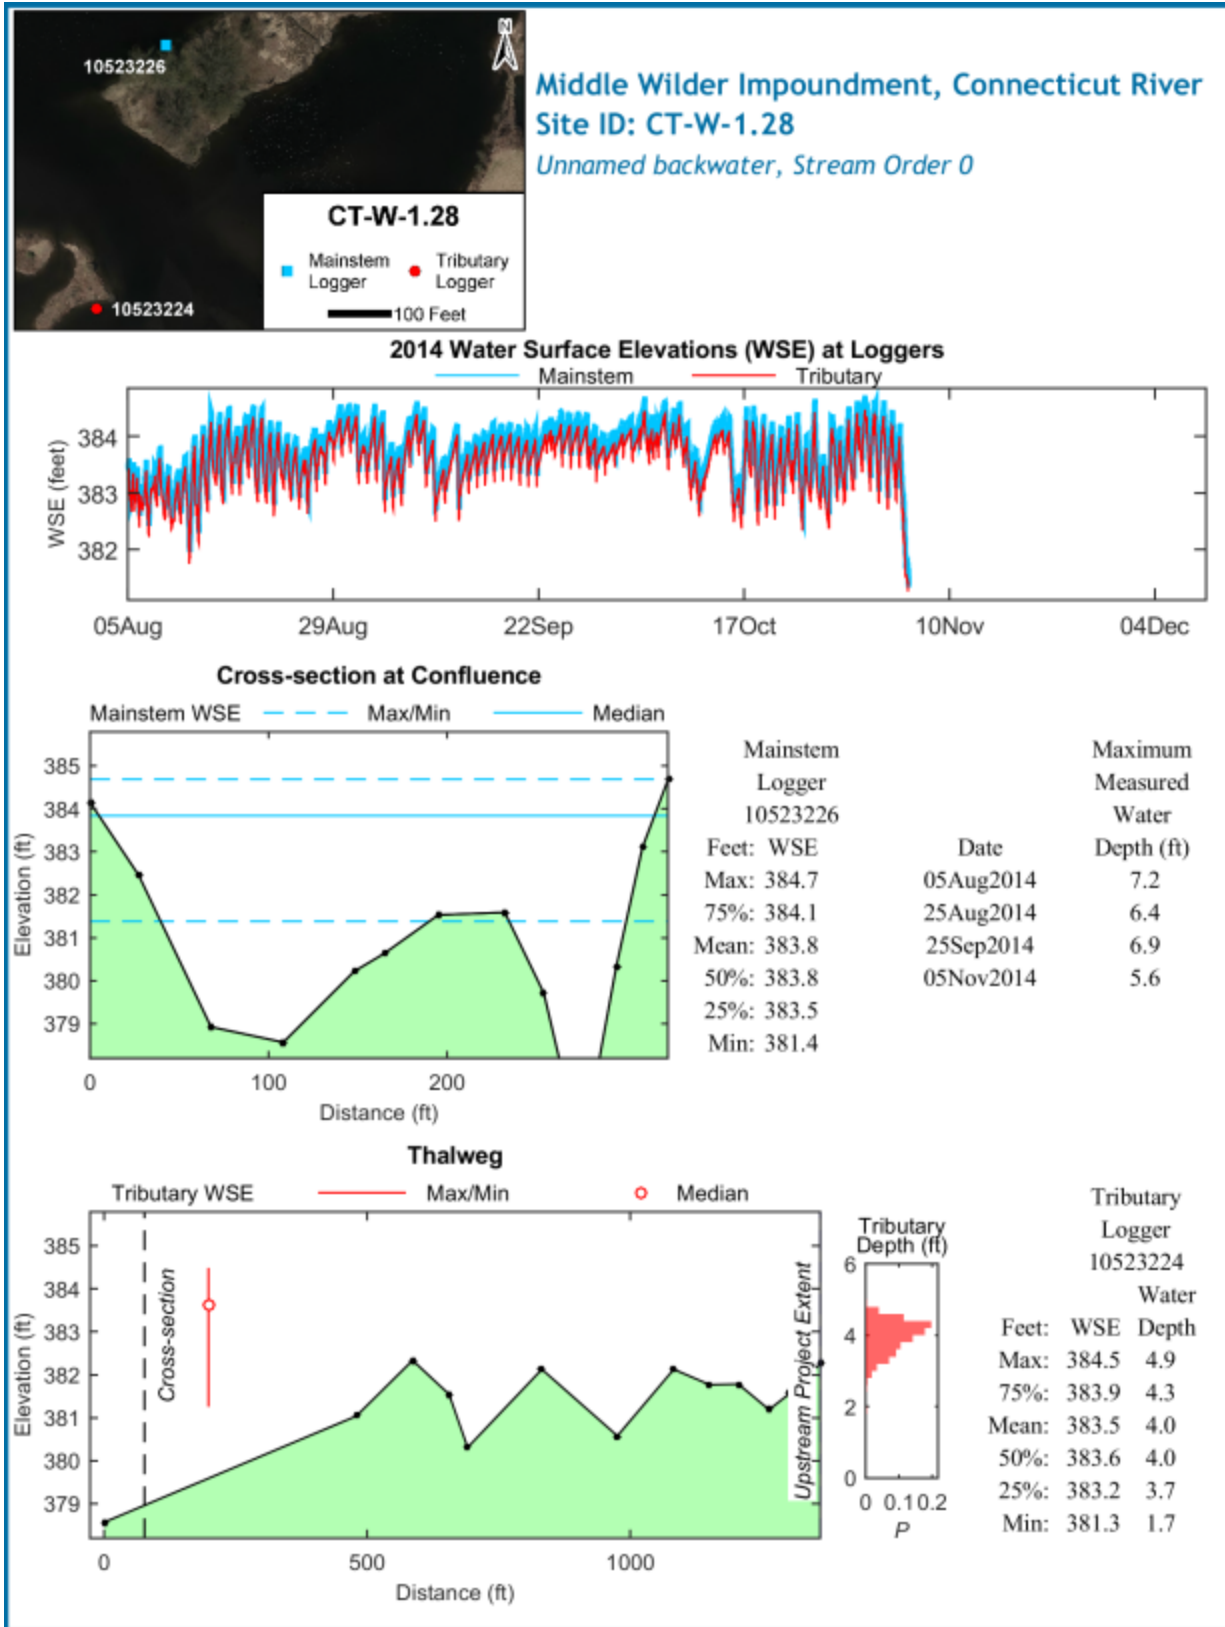 10523226
N
Middle Wilder Impoundment, Connecticut River
Site ID: CT-W-1.28
Unnamed backwater, Stream Order 0
CT-W-1.28
Mainstem Logger
Tributary Logger
100 Feet
10523224
2014 Water Surface Elevations (WSE) at Loggers
Mainstem Tributary
WSE (feet)
384
383
382
05Aug 29Aug 22Sep 17Oct 10Nov 04Dec
Cross-section at Confluence
Mainstem WSE Max/Min Median
Elevation (ft)
385
384
383
382
381
380
379
0 100 200
Distance (ft)
Mainstem
Logger
10523226
Feet: WSE
Max: 384.7
75%: 384.1
Mean: 383.8
50%: 383.8
25%: 383.5
Min: 381.4
Maximum
Measured
Water
Date Depth (ft)
05Aug2014 7.2
25Aug2014 6.4
25Sep2014 6.9
05Nov2014 5.6
Thalweg
Tributary WSE Max/Min Median
Elevation (ft)
385
384
383
382
381
380
379
Cross-section
Upstream Project Extent
0 500 1000
Distance (ft)
Tributary
Depth (ft)
6
4
2
0
0 0.1 0.2
P
Tributary
Logger
10523224
Water
Feet: WSE Depth
Max: 384.5 4.9
75%: 383.9 4.3
Mean: 383.5 4.0
50%: 383.6 4.0
25%: 383.2 3.7
Min: 381.3 1.7